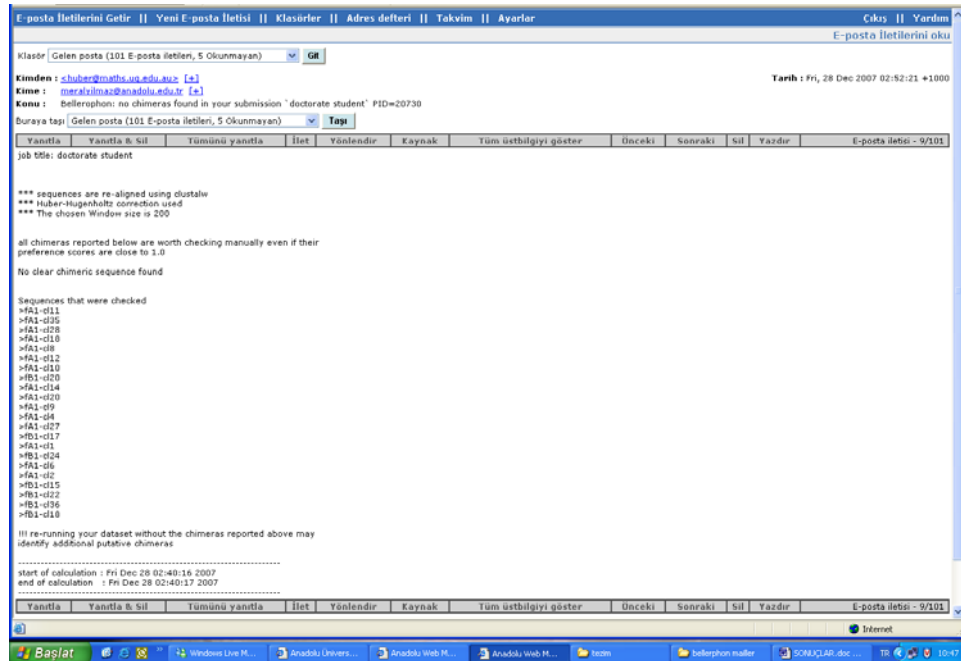 E-posta İletilerini Getir || Yeni E-posta İletisi || Klasörler || Adres defteri || Takvim || Ayarlar Çıkış || Yardım
E-posta İletilerini oku
Klasör Gelen posta (101 E-posta iletileri, 5 Okunmayan) Git
Kimden : <huber@maths.uq.edu.au> [+] Tarih : Fri, 28 Dec 2007 02:52:21 +1000
Kime : meralyilmaz@anadolu.edu.tr [+]
Konu : Bellerophon: no chimeras found in your submission `doctorate student` PID=20730
Buraya taşı Gelen posta (101 E-posta iletileri, 5 Okunmayan) Taşı
Yanıtla Yanıtla & Sil Tümünü yanıtla İlet Yönlendir Kaynak Tüm üstbilgiyi göster Önceki Sonraki Sil Yazdır E-posta iletisi - 9/101
job title: doctorate student
*** sequences are re-aligned using clustalw
*** Huber-Hugenholtz correction used
*** The chosen Window size is 200
all chimeras reported below are worth checking manually even if their
preference scores are close to 1.0
No clear chimeric sequence found
Sequences that were checked
>fA1-cl11
>fA1-cl35
>fA1-cl28
>fA1-cl18
>fA1-cl8
>fA1-cl12
>fA1-cl10
>fB1-cl20
>fA1-cl14
>fA1-cl20
>fA1-cl9
>fA1-cl4
>fA1-cl27
>fB1-cl17
>fA1-cl1
>fB1-cl24
>fA1-cl6
>fA1-cl2
>fB1-cl15
>fB1-cl22
>fB1-cl36
>fB1-cl18
!!! re-running your dataset without the chimeras reported above may
identify additional putative chimeras
----------------------------------------------------------------------
start of calculation : Fri Dec 28 02:40:16 2007
end of calculation : Fri Dec 28 02:40:17 2007
----------------------------------------------------------------------
Yanıtla Yanıtla & Sil Tümünü yanıtla İlet Yönlendir Kaynak Tüm üstbilgiyi göster Önceki Sonraki Sil Yazdır E-posta iletisi - 9/101
Internet
Başlat Windows Live M... Anadolu Ünivers... Anadolu Web M... Anadolu Web M... tezim bellerphon mailler SONUÇLAR.doc ... TR 10:47